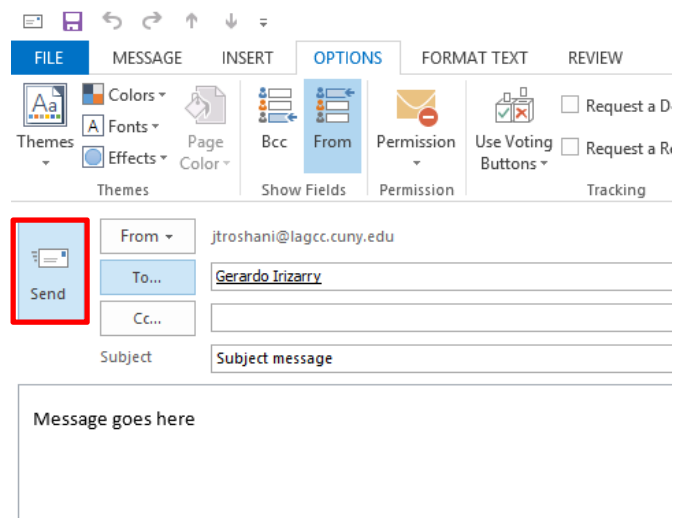 FILE MESSAGE INSERT OPTIONS FORMAT TEXT REVIEW
Aa Colors Request a D
A Fonts
Themes Page Bcc From Permission Use Voting Request a R
Effects Color Buttons
Themes Show Fields Permission Tracking
From jtroshani@lagcc.cuny.edu
To... Gerardo Irizarry
Send
Cc...
Subject Subject message
Message goes here